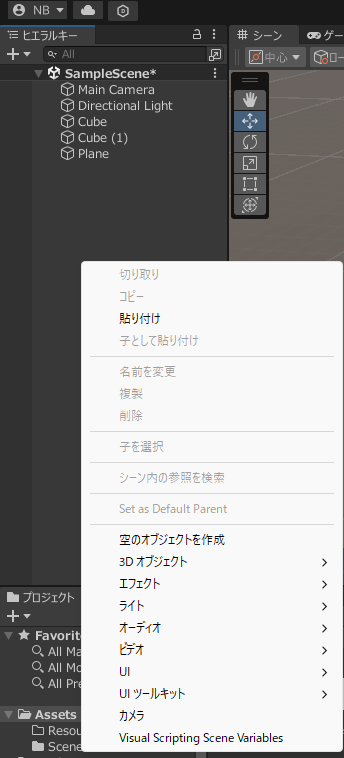 NB
ヒエラルキー
All
SampleScene*
Main Camera
Directional Light
Cube
Cube (1)
Plane
シーン
ゲー
中心
ロー
切り取り
コピー
貼り付け
子として貼り付け
名前を変更
複製
削除
子を選択
シーン内の参照を検索
Set as Default Parent
空のオブジェクトを作成
3D オブジェクト
エフェクト
ライト
オーディオ
ビデオ
UI
UI ツールキット
カメラ
Visual Scripting Scene Variables
プロジェクト
Favorite
All Ma
All Mo
All Pre
Assets
Resou
Scene